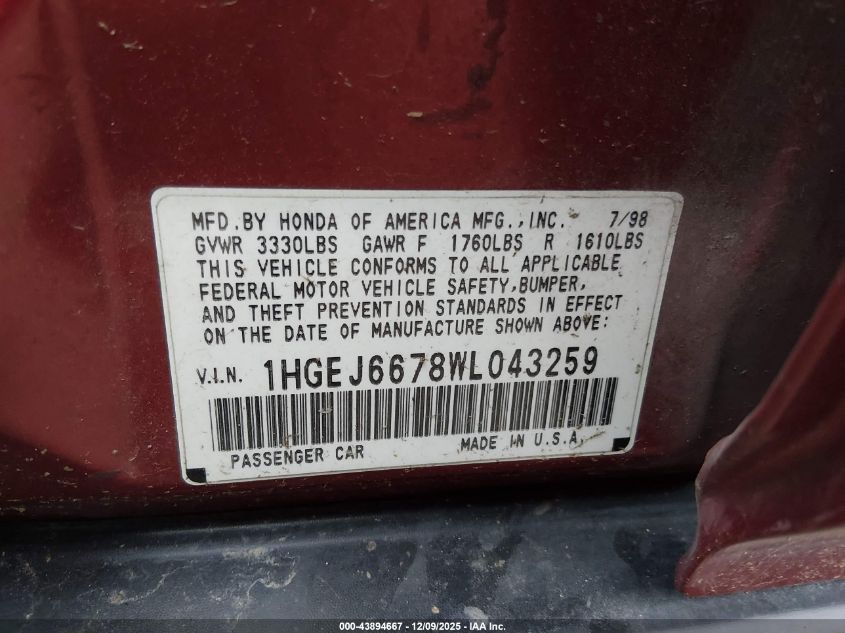 MFD.BY HONDA OF AMERICA MFG., INC. 7/98
GVWR 3330LBS GAWR F 1760LBS R 1610LBS
THIS VEHICLE CONFORMS TO ALL APPLICABLE
FEDERAL MOTOR VEHICLE SAFETY,BUMPER,
AND THEFT PREVENTION STANDARDS IN EFFECT
ON THE DATE OF MANUFACTURE SHOWN ABOVE:
V.I.N. 1HGEJ6678WL043259
PASSENGER CAR MADE IN U.S.A.
000-43894667 - 12/09/2025 - IAA Inc.